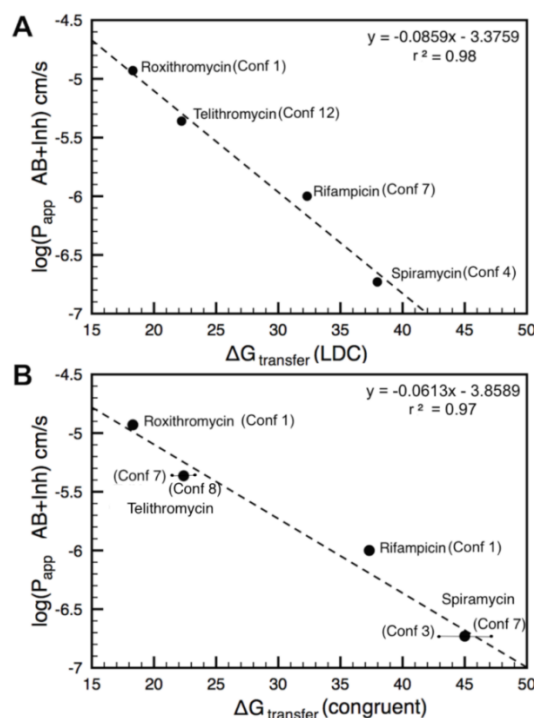 A
y = -0.0859x - 3.3759
r² = 0.98
-4.5
-5
-5.5
-6
-6.5
-7
log(Papp AB+Inh) cm/s
Roxithromycin (Conf 1)
Telithromycin (Conf 12)
Rifampicin (Conf 7)
Spiramycin (Conf 4)
15 20 25 30 35 40 45 50
ΔGtransfer (LDC)
B
y = -0.0613x - 3.8589
r² = 0.97
-4.5
-5
-5.5
-6
-6.5
-7
log(Papp AB+Inh) cm/s
Roxithromycin (Conf 1)
(Conf 7)
(Conf 8)
Telithromycin
Rifampicin (Conf 1)
Spiramycin
(Conf 7)
(Conf 3)
15 20 25 30 35 40 45 50
ΔGtransfer (congruent)